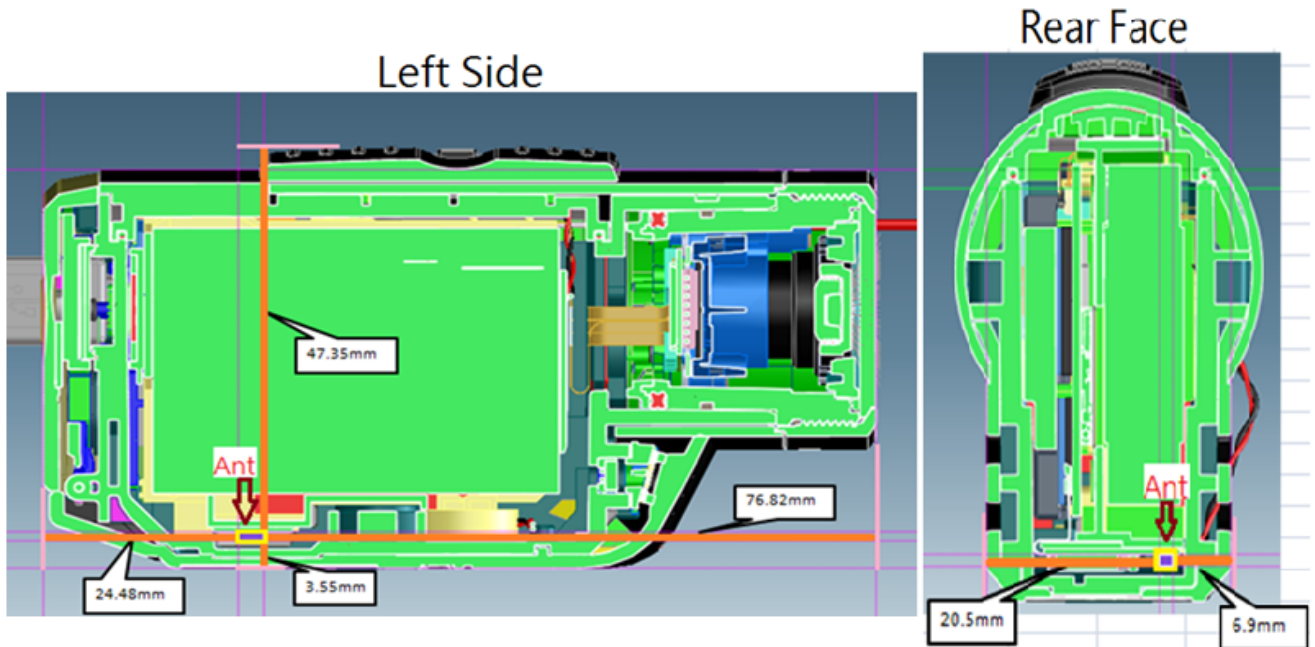 Left Side
Rear Face
47.35mm
Ant
76.82mm
24.48mm
3.55mm
Ant
20.5mm
6.9mm